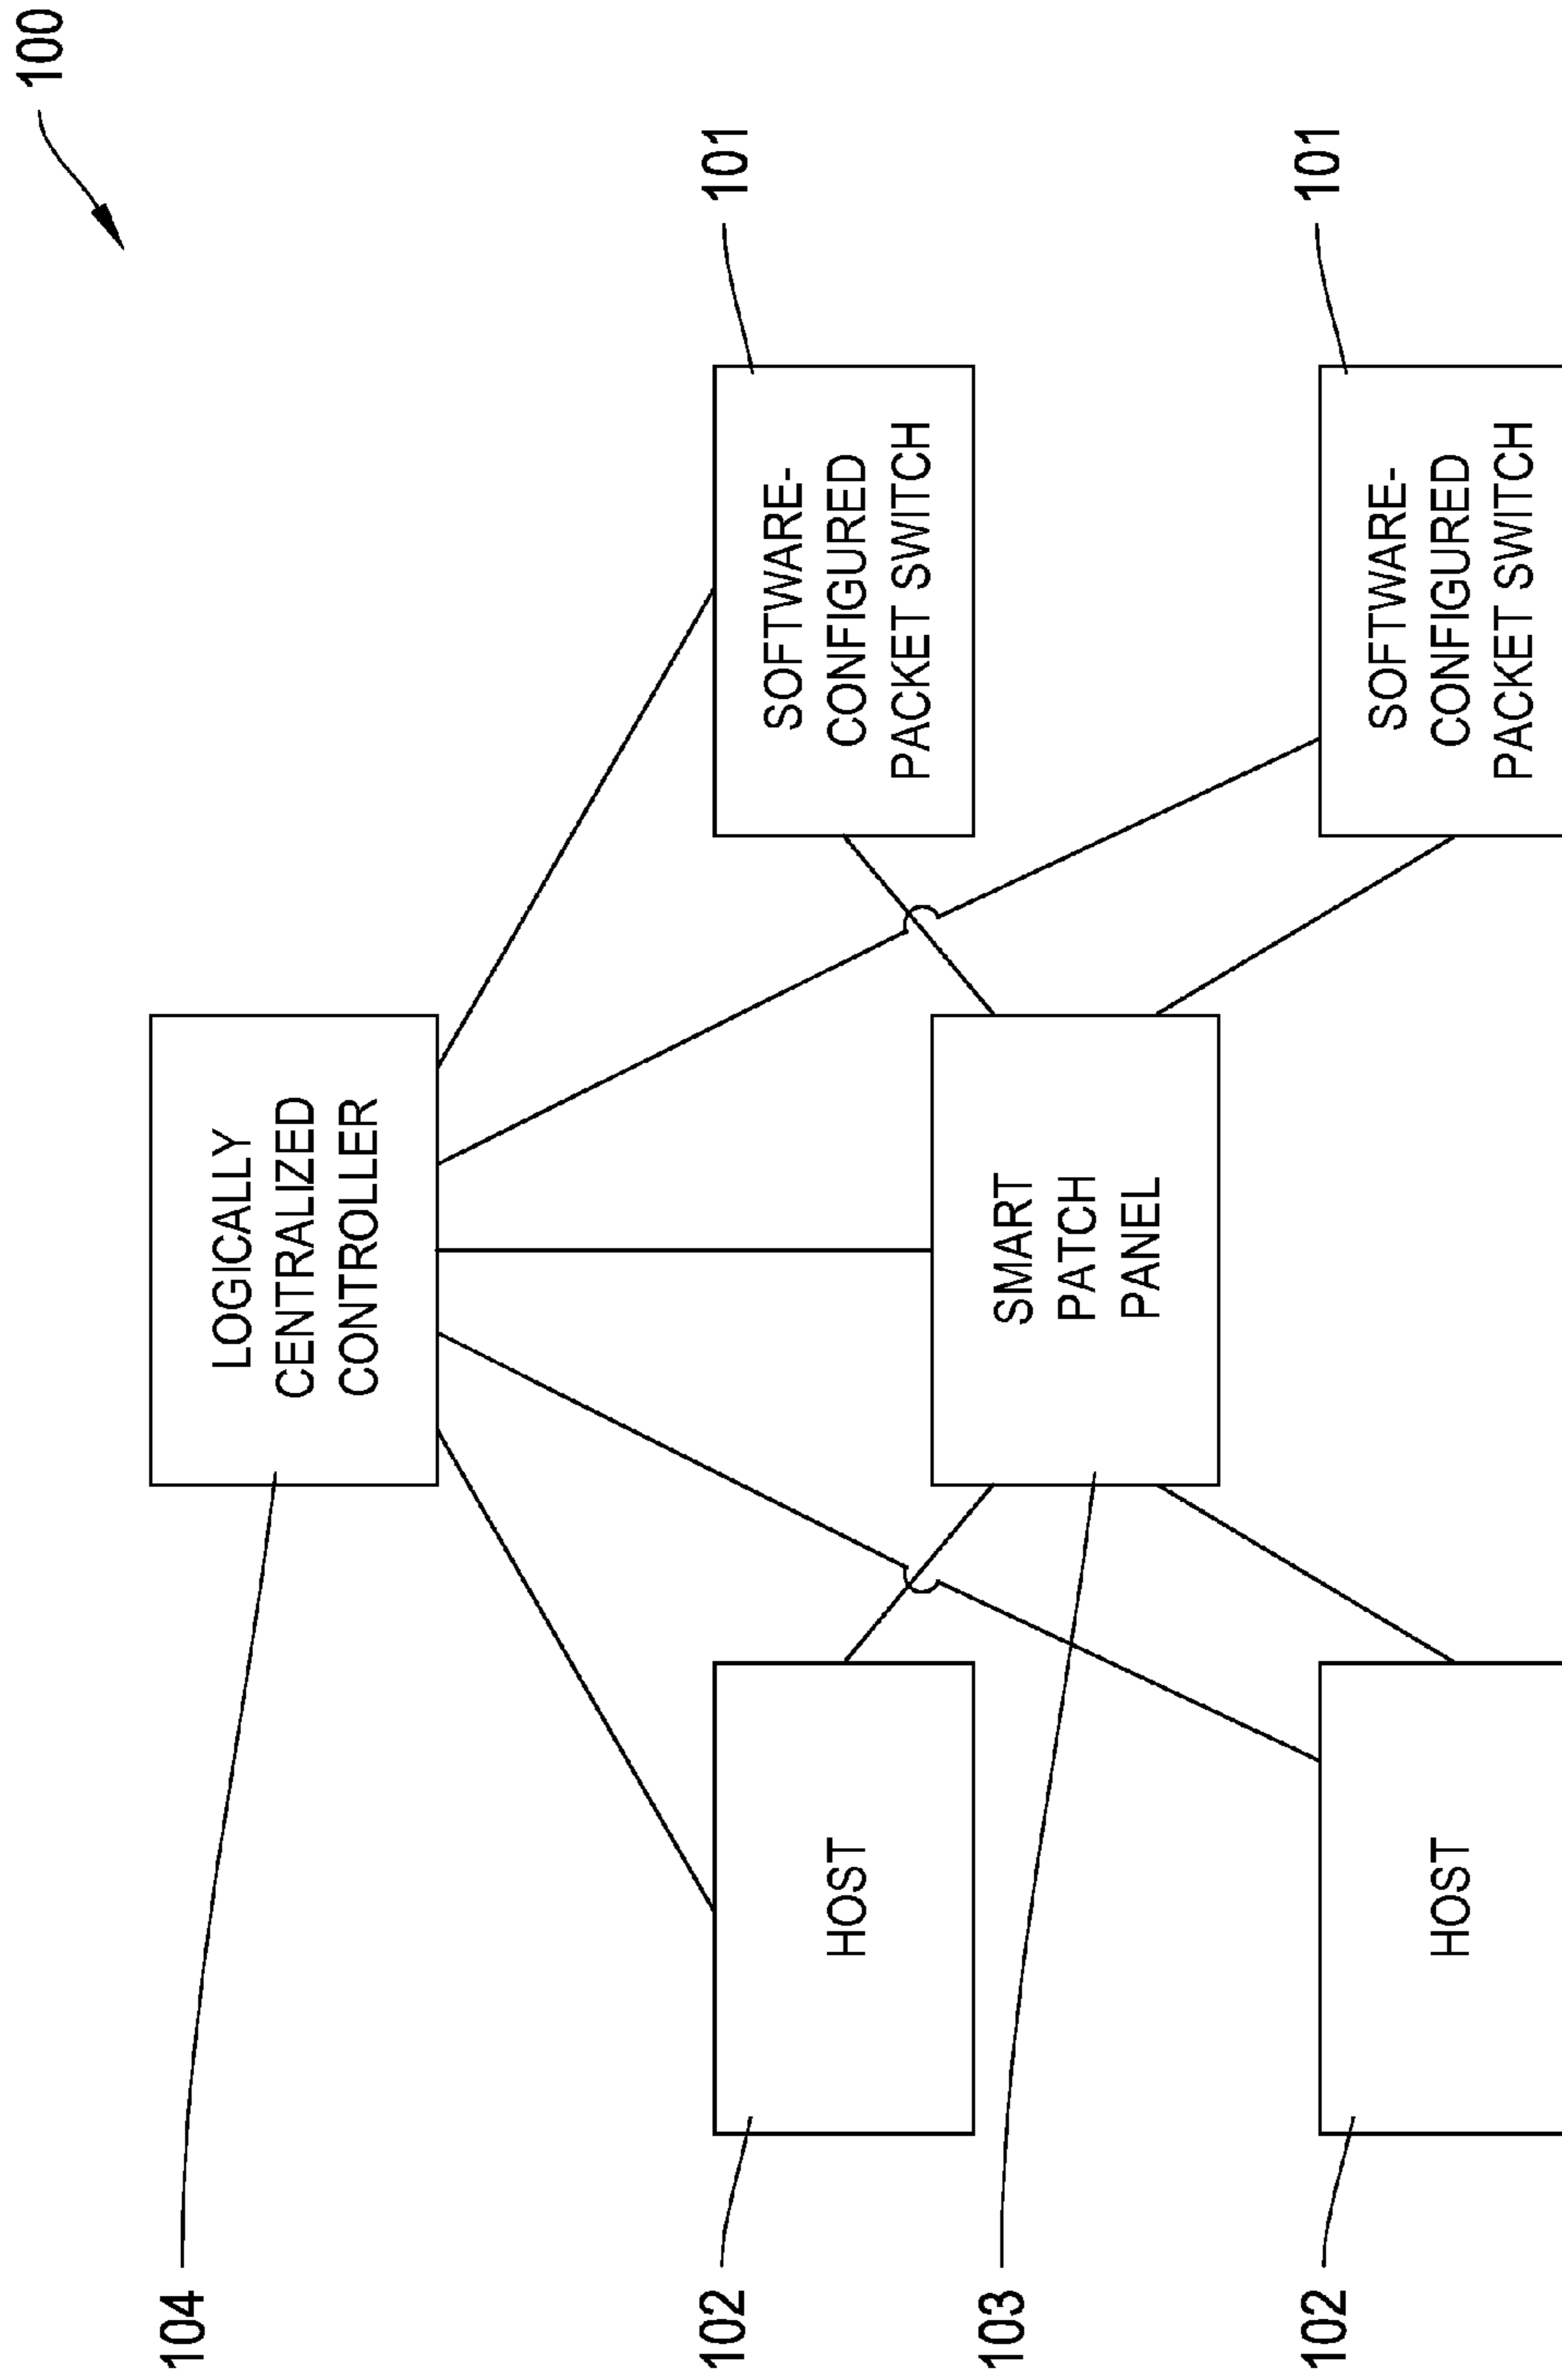 100
LOGICALLY
CENTRALIZED
CONTROLLER
104
HOST
102
SOFTWARE-
CONFIGURED
PACKET SWITCH
101
SMART
PATCH
PANEL
103
HOST
102
SOFTWARE-
CONFIGURED
PACKET SWITCH
101